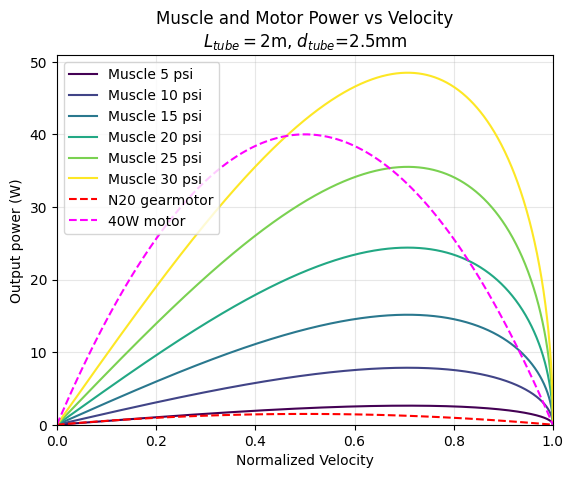 Muscle and Motor Power vs Velocity
L_tube = 2m, d_tube=2.5mm
50
40
30
20
10
0
Output power (W)
Muscle 5 psi
Muscle 10 psi
Muscle 15 psi
Muscle 20 psi
Muscle 25 psi
Muscle 30 psi
N20 gearmotor
40W motor
0.0 0.2 0.4 0.6 0.8 1.0
Normalized Velocity